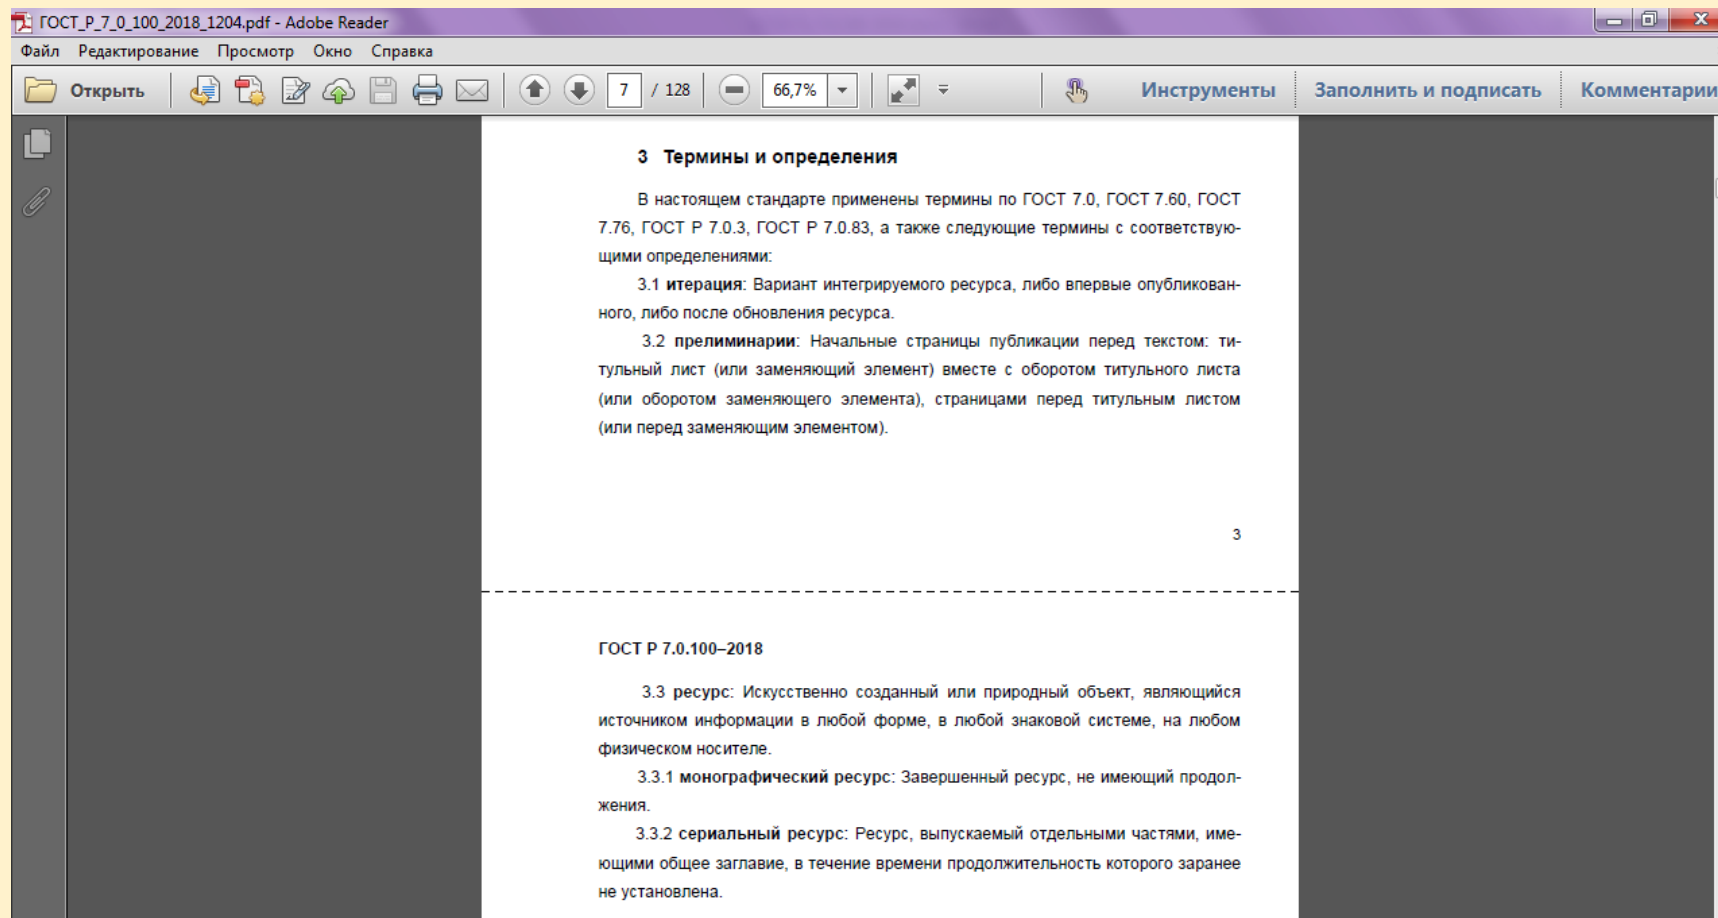 ГОСТ_Р_7_0_100_2018_1204.pdf - Adobe Reader
Файл Редактирование Просмотр Окно Справка
Открыть 7 / 128 66,7% Инструменты Заполнить и подписать Комментарии
3 Термины и определения
В настоящем стандарте применены термины по ГОСТ 7.0, ГОСТ 7.60, ГОСТ
7.76, ГОСТ Р 7.0.3, ГОСТ Р 7.0.83, а также следующие термины с соответствую-
щими определениями:
3.1 итерация: Вариант интегрируемого ресурса, либо впервые опубликован-
ного, либо после обновления ресурса.
3.2 прелиминарии: Начальные страницы публикации перед текстом: ти-
тульный лист (или заменяющий элемент) вместе с оборотом титульного листа
(или оборотом заменяющего элемента), страницами перед титульным листом
(или перед заменяющим элементом).
3
ГОСТ Р 7.0.100–2018
3.3 ресурс: Искусственно созданный или природный объект, являющийся
источником информации в любой форме, в любой знаковой системе, на любом
физическом носителе.
3.3.1 монографический ресурс: Завершенный ресурс, не имеющий продол-
жения.
3.3.2 сериальный ресурс: Ресурс, выпускаемый отдельными частями, име-
ющими общее заглавие, в течение времени продолжительность которого заранее
не установлена.